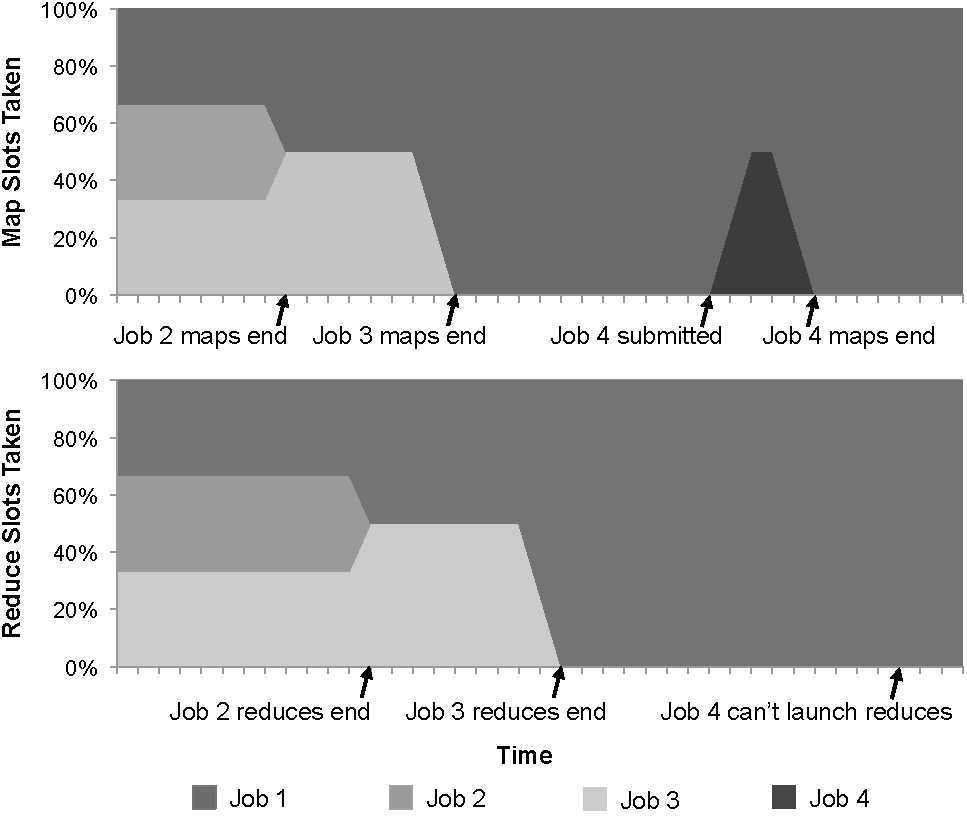 100%
80%
60%
40%
20%
0%
Map Slots Taken
Job 2 maps end
Job 3 maps end
Job 4 submitted
Job 4 maps end
100%
80%
60%
40%
20%
0%
Reduce Slots Taken
Job 2 reduces end
Job 3 reduces end
Job 4 can’t launch reduces
Time
Job 1
Job 2
Job 3
Job 4